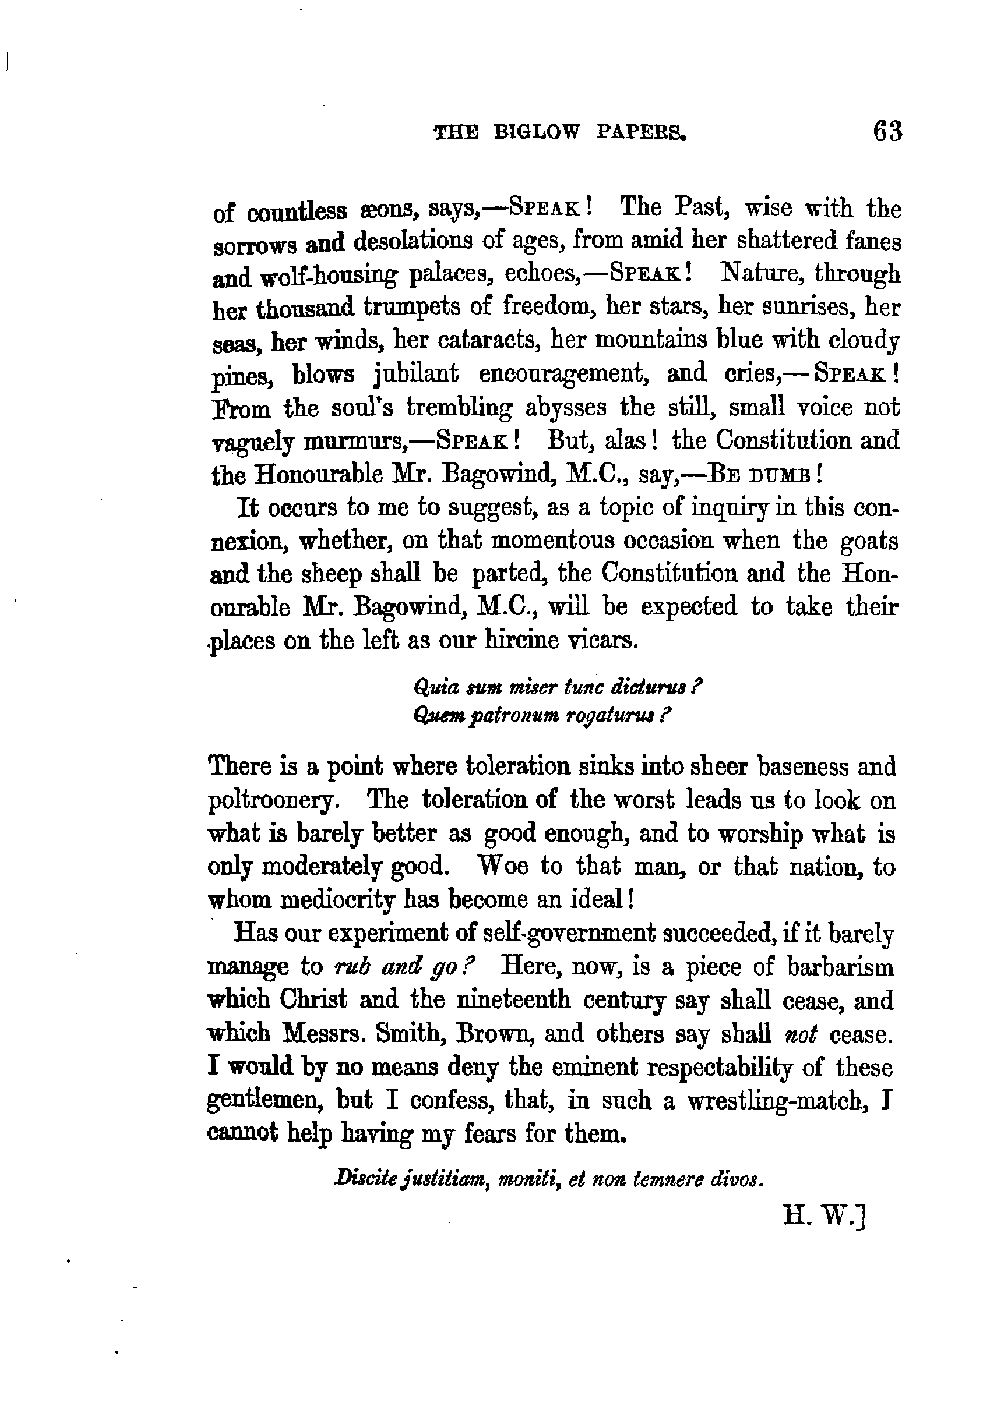 THE BIGLOW PAPERS. 63
of countless æons, says,—SPEAK! The Past, wise with the
sorrows and desolations of ages, from amid her shattered fanes
and wolf-housing palaces, echoes,—SPEAK! Nature, through
her thousand trumpets of freedom, her stars, her sunrises, her
seas, her winds, her cataracts, her mountains blue with cloudy
pines, blows jubilant encouragement, and cries,—SPEAK!
From the soul's trembling abysses the still, small voice not
vaguely murmurs,—SPEAK! But, alas! the Constitution and
the Honourable Mr. Bagowind, M.C., say,—BE DUMB!
It occurs to me to suggest, as a topic of inquiry in this con-
nexion, whether, on that momentous occasion when the goats
and the sheep shall be parted, the Constitution and the Hon-
ourable Mr. Bagowind, M.C., will be expected to take their
places on the left as our hircine vicars.
Quia sum miser tunc dicturus?
Quem patronum rogaturus?
There is a point where toleration sinks into sheer baseness and
poltroonery. The toleration of the worst leads us to look on
what is barely better as good enough, and to worship what is
only moderately good. Woe to that man, or that nation, to
whom mediocrity has become an ideal!
Has our experiment of self-government succeeded, if it barely
manage to rub and go? Here, now, is a piece of barbarism
which Christ and the nineteenth century say shall cease, and
which Messrs. Smith, Brown, and others say shall not cease.
I would by no means deny the eminent respectability of these
gentlemen, but I confess, that, in such a wrestling-match, I
cannot help having my fears for them.
Discite justitiam, moniti, et non temnere divos.
H. W.]